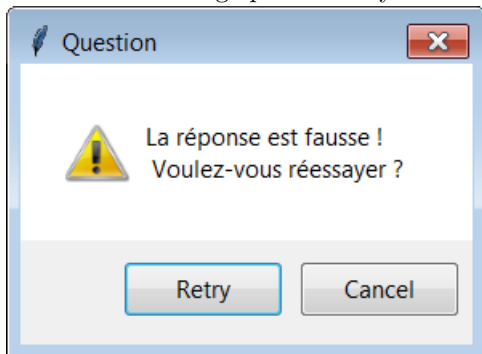 Question
La réponse est fausse !
Voulez-vous réessayer ?
Retry
Cancel